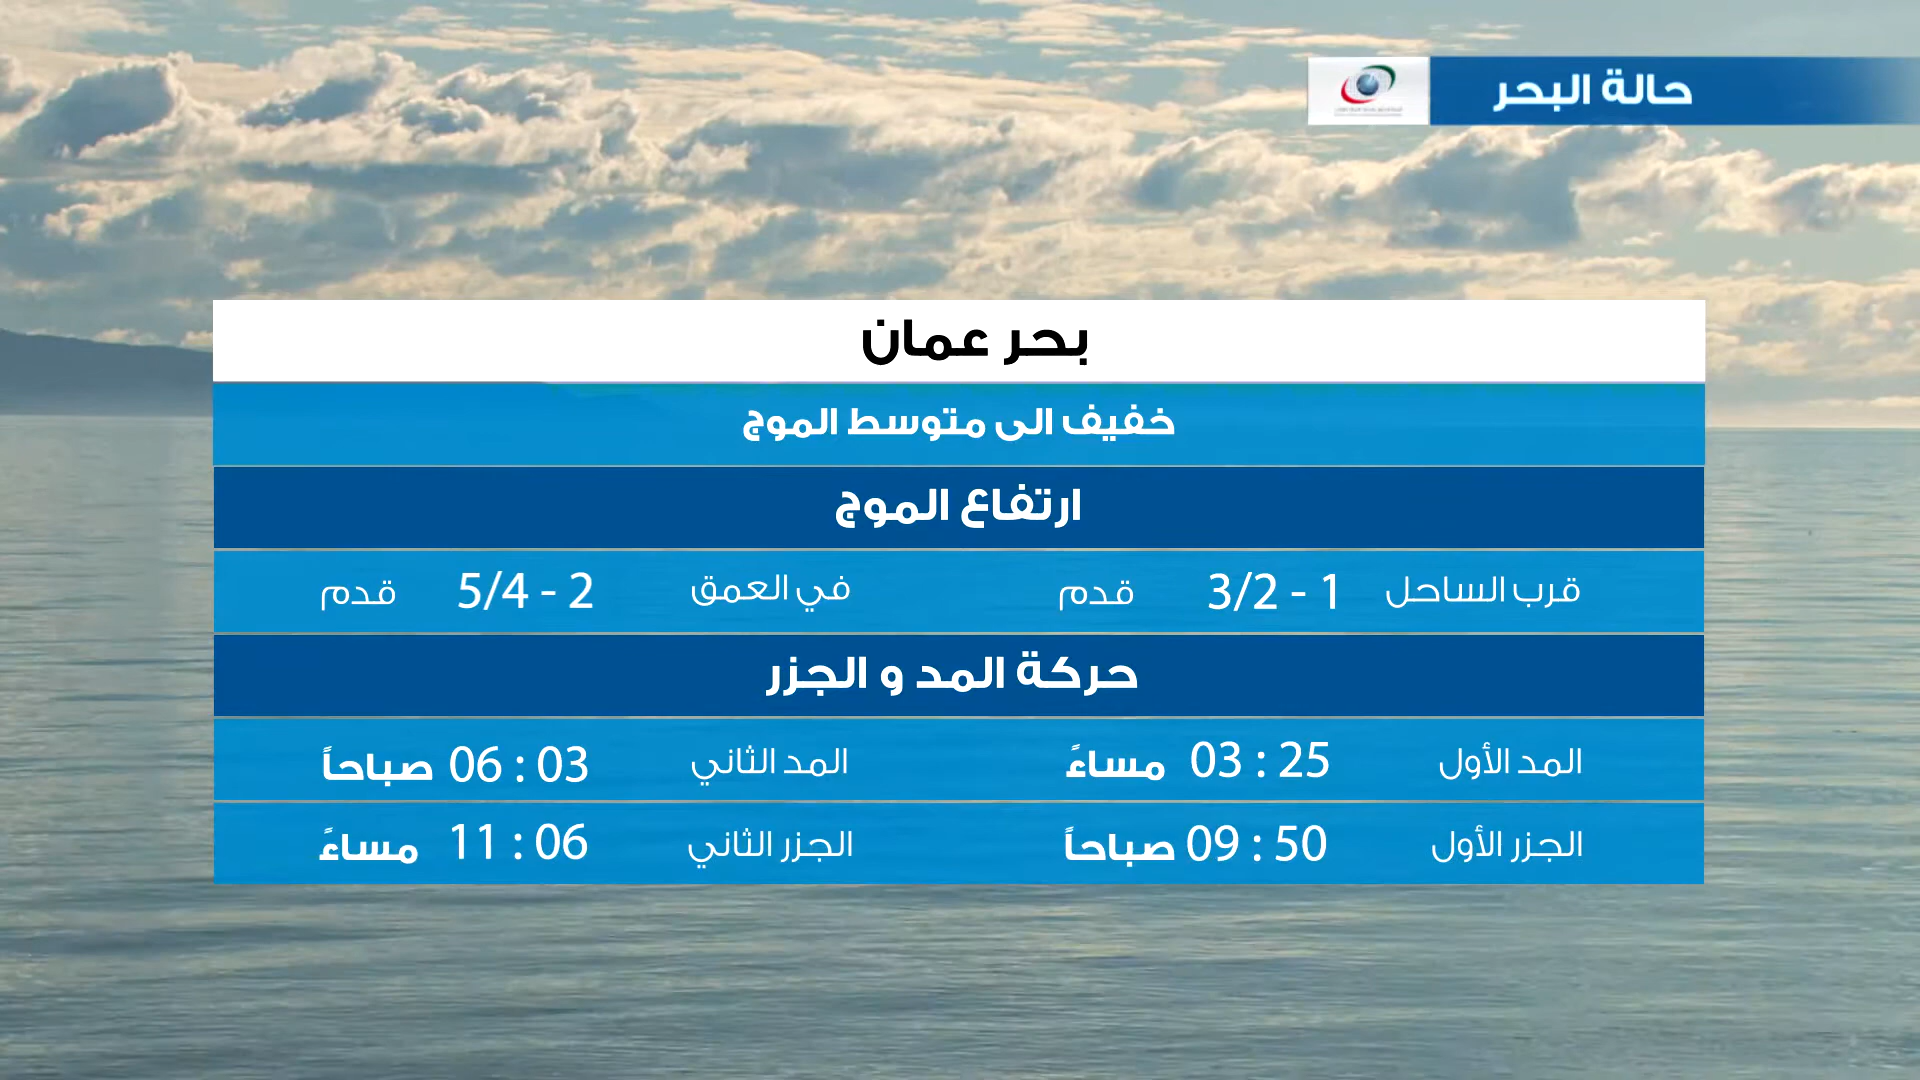 حالة البحر
بحر عمان
خفيف الى متوسط الموج
ارتفاع الموج
قرب الساحل 1 - 3/2 قدم في العمق 2 - 5/4 قدم
حركة المد و الجزر
المد الأول 03 : 25 مساءً المد الثاني 06 : 03 صباحاً
الجزر الأول 09 : 50 صباحاً الجزر الثاني 11 : 06 مساءً